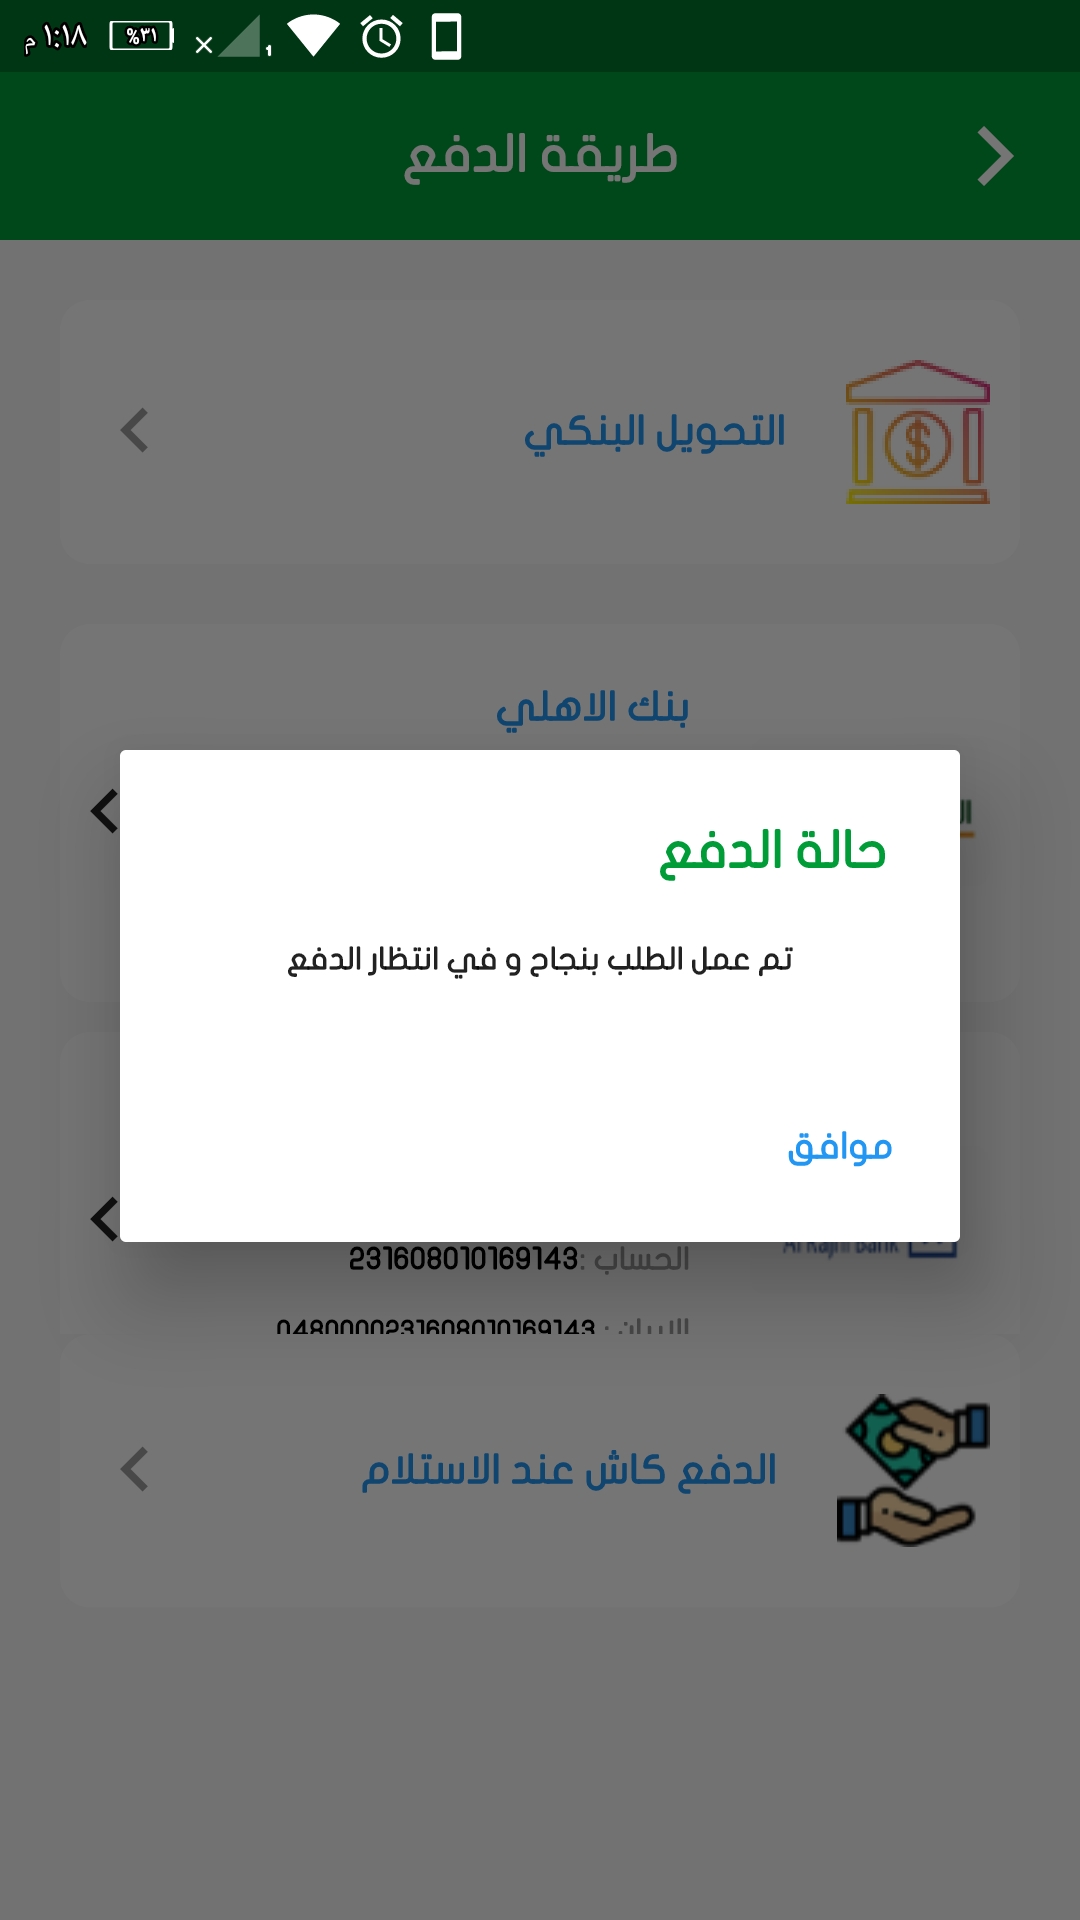 ١:١٨ م
%٣١
طريقة الدفع
التحويل البنكي
بنك الاهلي
حالة الدفع
تم عمل الطلب بنجاح و في انتظار الدفع
موافق
Al Rajhi Bank
الحساب :231608010169143
الايبان : 0480000231608010169143
الدفع كاش عند الاستلام